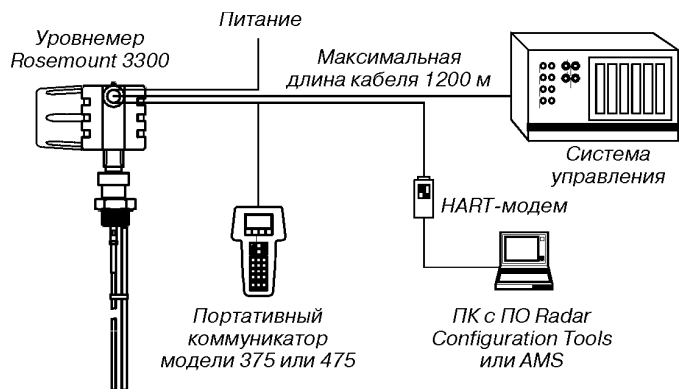 Питание
Уровнемер
Rosemount 3300
Максимальная
длина кабеля 1200 м
Система
управления
HART-модем
Портативный
коммуникатор
модели 375 или 475
ПК с ПО Radar
Configuration Tools
или AMS